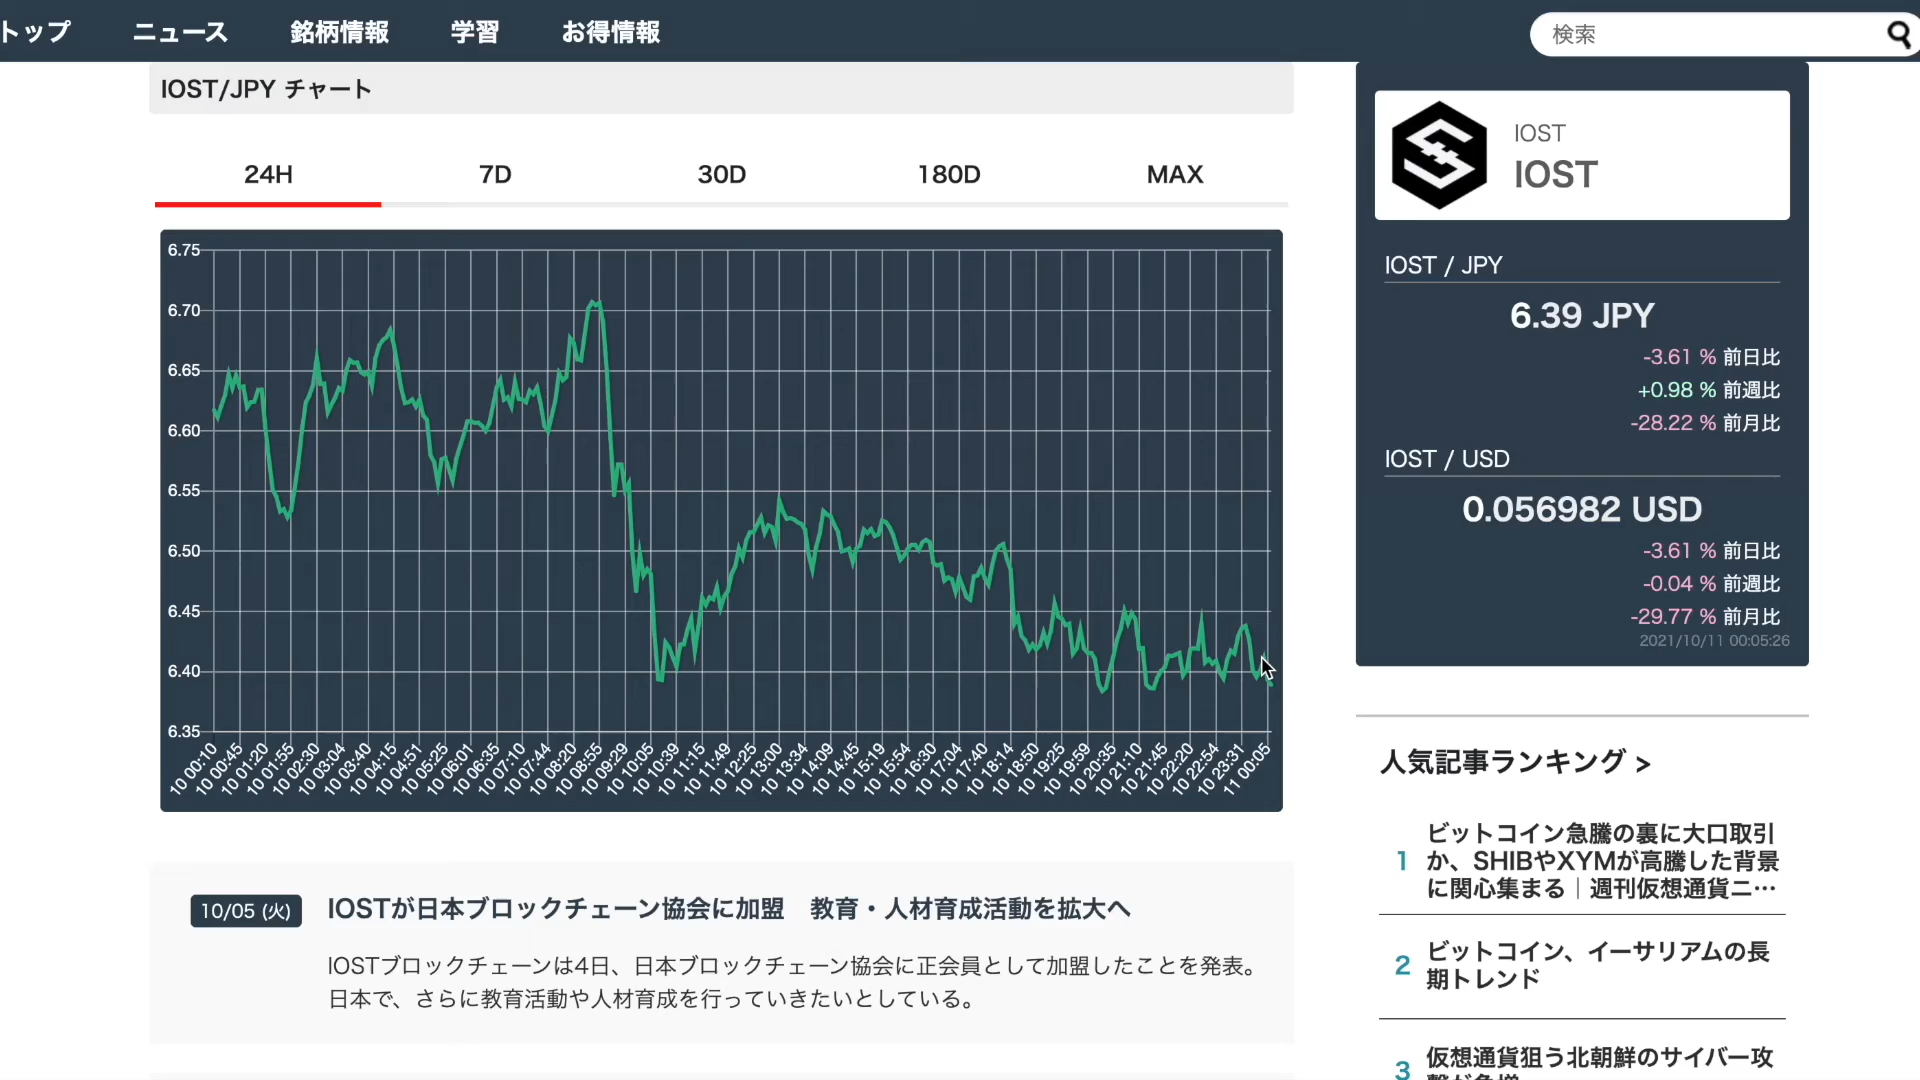 トップ
ニュース
銘柄情報
学習
お得情報
検索
IOST/JPY チャート
24H
7D
30D
180D
MAX
6.75
6.70
6.65
6.60
6.55
6.50
6.45
6.40
6.35
10 00:10
10 00:45
10 01:20
10 01:55
10 02:30
10 03:04
10 03:40
10 04:15
10 04:51
10 05:25
10 06:01
10 06:35
10 07:10
10 07:44
10 08:20
10 08:55
10 09:29
10 10:05
10 10:39
10 11:15
10 11:49
10 12:25
10 13:00
10 13:34
10 14:09
10 14:45
10 15:19
10 15:54
10 16:30
10 17:04
10 17:40
10 18:14
10 18:50
10 19:25
10 19:59
10 20:35
10 21:10
10 21:45
10 22:20
10 22:54
10 23:31
11 00:05
10/05 (火)
IOSTが日本ブロックチェーン協会に加盟　教育・人材育成活動を拡大へ
IOSTブロックチェーンは4日、日本ブロックチェーン協会に正会員として加盟したことを発表。
日本で、さらに教育活動や人材育成を行っていきたいとしている。
IOST
IOST
IOST / JPY
6.39 JPY
-3.61 % 前日比
+0.98 % 前週比
-28.22 % 前月比
IOST / USD
0.056982 USD
-3.61 % 前日比
-0.04 % 前週比
-29.77 % 前月比
2021/10/11 00:05:26
人気記事ランキング >
1
ビットコイン急騰の裏に大口取引
か、SHIBやXYMが高騰した背景
に関心集まる｜週刊仮想通貨ニ…
2
ビットコイン、イーサリアムの長
期トレンド
3
仮想通貨狙う北朝鮮のサイバー攻